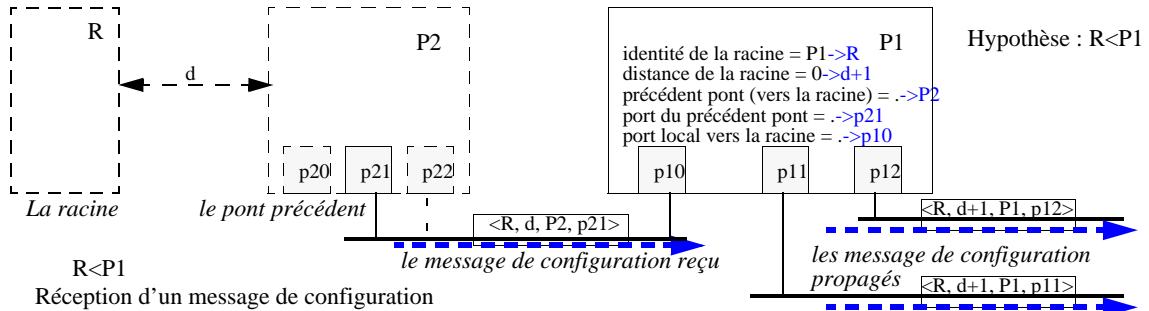 R
P2
P1
Hypothèse : R<P1
identité de la racine = P1->R
distance de la racine = 0->d+1
précédent pont (vers la racine) = .->P2
port du précédent pont = .->p21
port local vers la racine = .->p10
d
p20
p21
p22
p10
p11
p12
La racine
le pont précédent
<R, d, P2, p21>
<R, d+1, P1, p12>
le message de configuration reçu
les message de configuration
propagés
R<P1
Réception d'un message de configuration
<R, d+1, P1, p11>